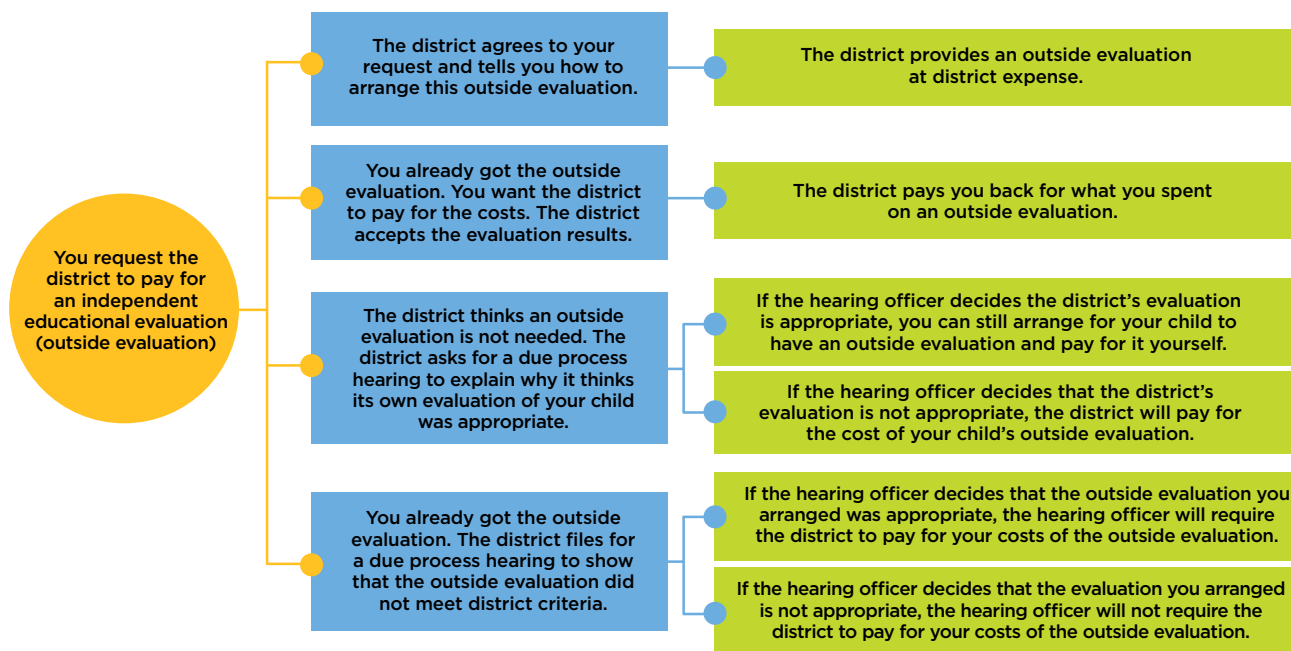 You request the
district to pay for
an independent
educational evaluation
(outside evaluation)
The district agrees to your
request and tells you how to
arrange this outside evaluation.
The district provides an outside evaluation
at district expense.
You already got the outside
evaluation. You want the district
to pay for the costs. The district
accepts the evaluation results.
The district pays you back for what you spent
on an outside evaluation.
The district thinks an outside
evaluation is not needed. The
district asks for a due process
hearing to explain why it thinks
its own evaluation of your child
was appropriate.
If the hearing officer decides the district’s evaluation
is appropriate, you can still arrange for your child to
have an outside evaluation and pay for it yourself.
If the hearing officer decides that the district’s
evaluation is not appropriate, the district will pay for
the cost of your child’s outside evaluation.
You already got the outside
evaluation. The district files for
a due process hearing to show
that the outside evaluation did
not meet district criteria.
If the hearing officer decides that the outside evaluation you
arranged was appropriate, the hearing officer will require
the district to pay for your costs of the outside evaluation.
If the hearing officer decides that the evaluation you arranged
is not appropriate, the hearing officer will not require the
district to pay for your costs of the outside evaluation.